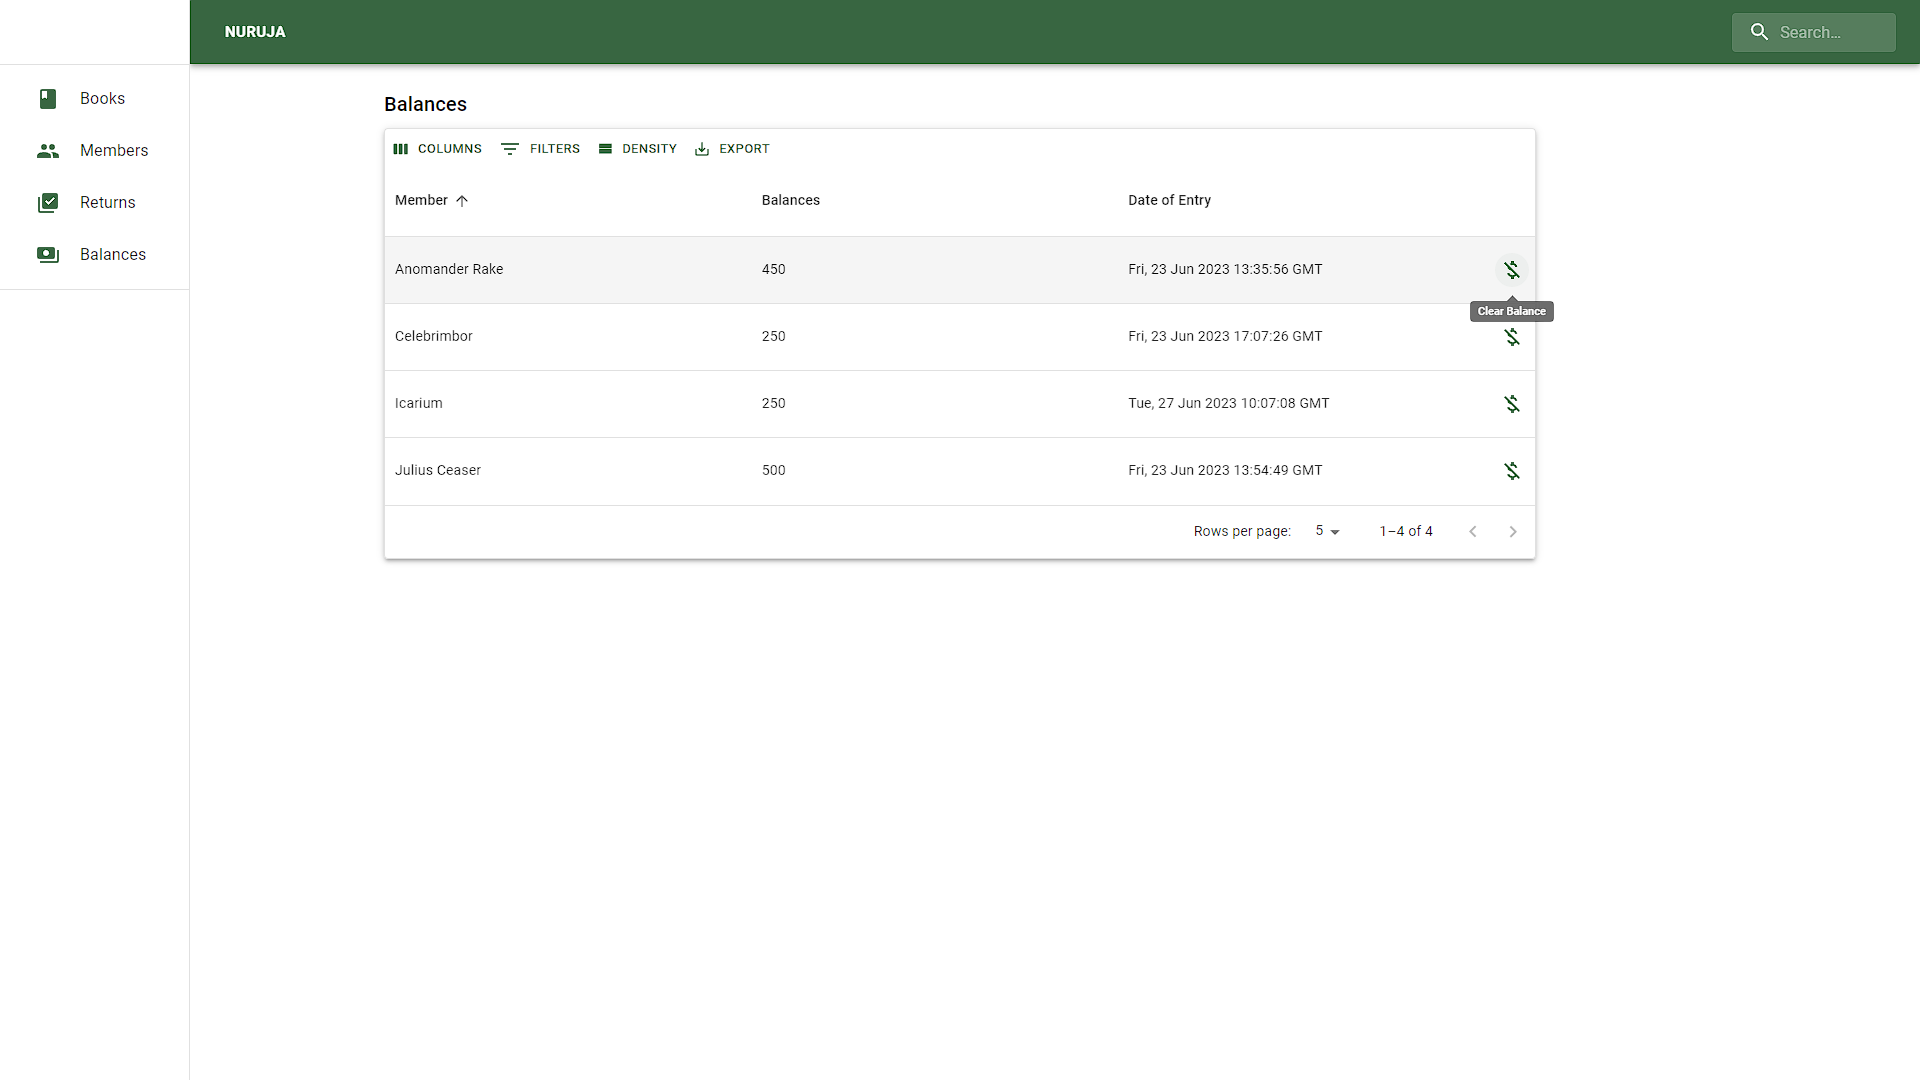 NURUJA
Search...
Books
Members
Returns
Balances
Balances
COLUMNS FILTERS DENSITY EXPORT
Member Balances Date of Entry
Anomander Rake 450 Fri, 23 Jun 2023 13:35:56 GMT
Clear Balance
Celebrimbor 250 Fri, 23 Jun 2023 17:07:26 GMT
Icarium 250 Tue, 27 Jun 2023 10:07:08 GMT
Julius Ceaser 500 Fri, 23 Jun 2023 13:54:49 GMT
Rows per page: 5 1–4 of 4